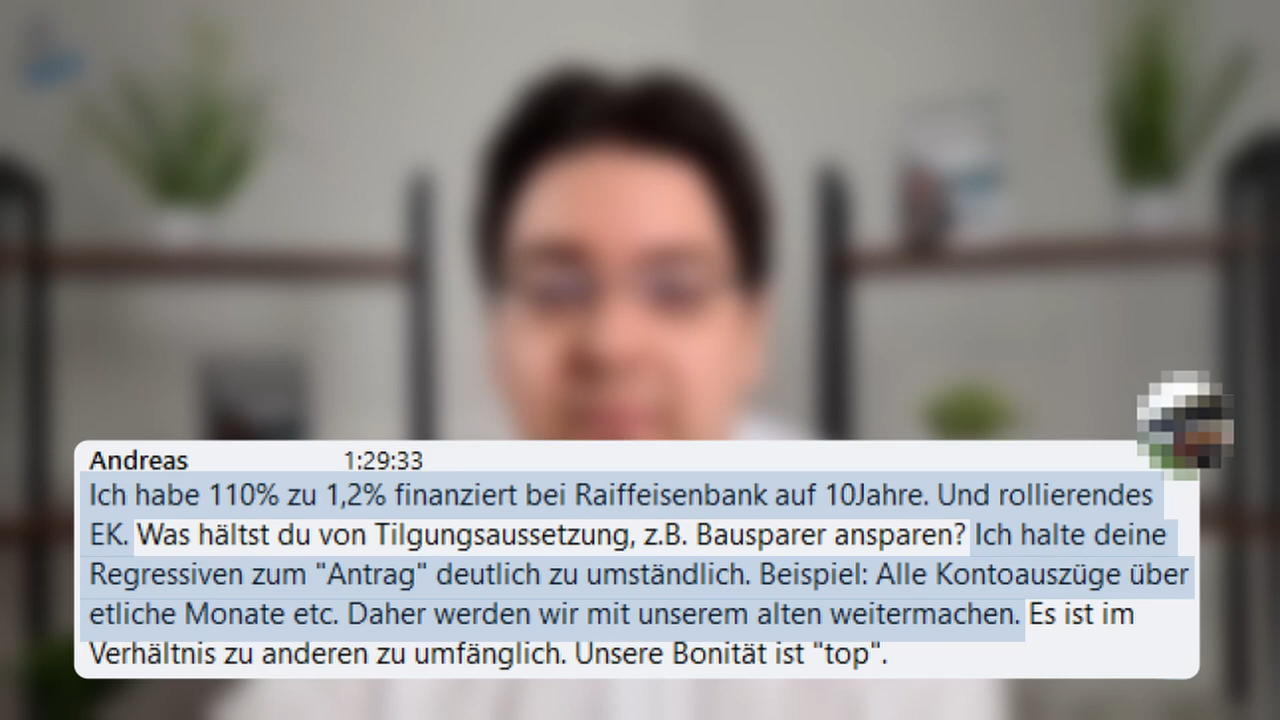 Andreas 1:29:33
Ich habe 110% zu 1,2% finanziert bei Raiffeisenbank auf 10Jahre. Und rollierendes
EK. Was hältst du von Tilgungsaussetzung, z.B. Bausparer ansparen? Ich halte deine
Regressiven zum "Antrag" deutlich zu umständlich. Beispiel: Alle Kontoauszüge über
etliche Monate etc. Daher werden wir mit unserem alten weitermachen. Es ist im
Verhältnis zu anderen zu umfänglich. Unsere Bonität ist "top".